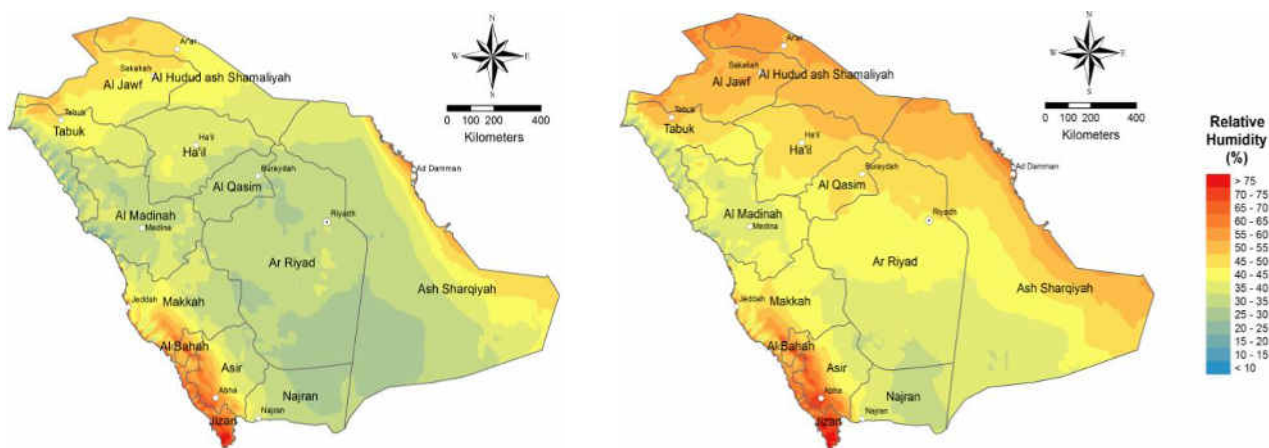 N
W E
S
0 100 200 400
Kilometers
Arar
Sakakah
Al Hudud ash Shamaliyah
Al Jawf
Tabuk
Tabuk
Ha'il
Ha'il
Buraydah
Al Qasim
Ad Damman
Al Madinah
Medina
Riyadh
Ar Riyad
Ash Sharqiyah
Jeddah
Makkah
Al Bahah
Asir
Abha
Najran
Najran
Jizan
N
W E
S
0 100 200 400
Kilometers
Arar
Sakakah
Al Hudud ash Shamaliyah
Al Jawf
Tabuk
Tabuk
Ha'il
Ha'il
Buraydah
Al Qasim
Ad Damman
Al Madinah
Medina
Riyadh
Ar Riyad
Ash Sharqiyah
Jeddah
Makkah
Al Bahah
Asir
Abha
Najran
Najran
Jizan
Relative
Humidity
(%)
> 75
70 - 75
65 - 70
60 - 65
55 - 60
50 - 55
45 - 50
40 - 45
35 - 40
30 - 35
25 - 30
20 - 25
15 - 20
10 - 15
< 10